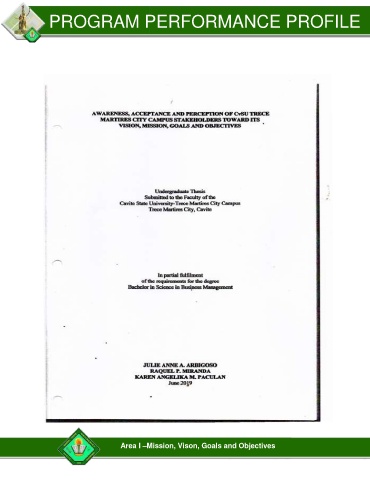 PROGRAM PERFORMANCE PROFILE
AWARENESS, ACCEPTANCE AND PERCEPTION OF CvSU TRECE
MARTIRES CITY CAMPUS STAKEHOLDERS TOWARD ITS
VISION, MISSION, GOALS AND OBJECTIVES
Undergraduate Thesis
Submitted to the Faculty of the
Cavite State University-Trece Martires City Campus
Trece Martires City, Cavite
In partial fulfilment
of the requirements for the degree
Bachelor in Science in Business Management
JULIE ANNE A. ARBIGOSO
RAQUEL P. MIRANDA
KAREN ANGELIKA M. PACULAN
June 2019
Area I –Mission, Vison, Goals and Objectives